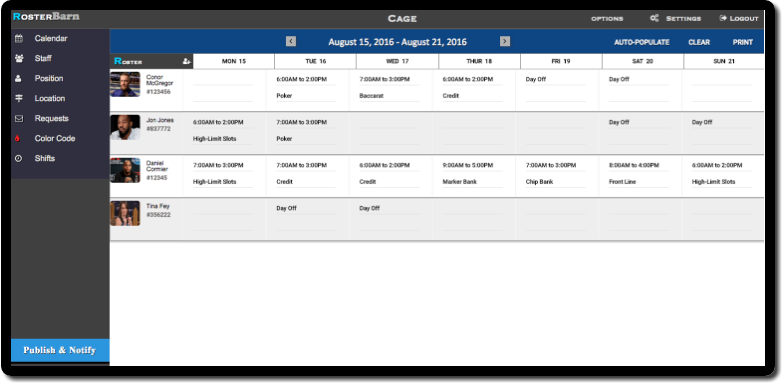 RosterBarn
Cage
OPTIONS
Settings
Logout
Calendar
Staff
Position
Location
Requests
Color Code
Shifts
Publish & Notify
August 15, 2016 - August 21, 2016
AUTO-POPULATE CLEAR PRINT
Roster MON 15 TUE 16 WED 17 THUR 18 FRI 19 SAT 20 SUN 21
Conor
McGregor
#123456
6:00AM to 2:00PM 7:00AM to 3:00PM 6:00AM to 2:00PM Day Off Day Off
Poker Baccarat Credit
Jon Jones
#837772
6:00AM to 2:00PM 7:00AM to 3:00PM Day Off Day Off
High-Limit Slots Poker
Daniel
Cormier
#12345
7:00AM to 3:00PM 7:00AM to 3:00PM 6:00AM to 2:00PM 9:00AM to 5:00PM 7:00AM to 3:00PM 8:00AM to 4:00PM 6:00AM to 2:00PM
High-Limit Slots Credit Credit Marker Bank Chip Bank Front Line High-Limit Slots
Tina Fey
#356222
Day Off Day Off